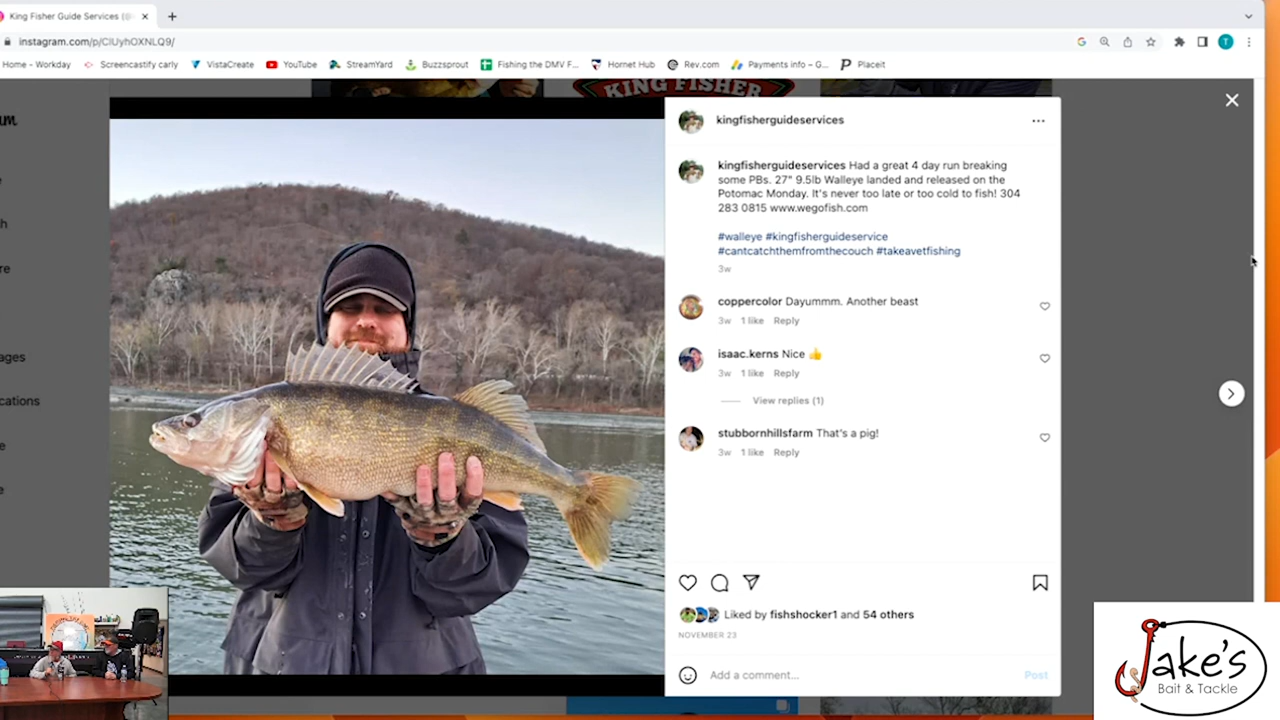 King Fisher Guide Services (@
instagram.com/p/ClUyhOXNLQ9/
Home - Workday
Screencastify carly
VistaCreate
YouTube
StreamYard
Buzzsprout
Fishing the DMV F...
Hornet Hub
Rev.com
Payments info – G...
Placeit
KING FISHER
kingfisherguideservices
kingfisherguideservices Had a great 4 day run breaking
some PBs. 27" 9.5lb Walleye landed and released on the
Potomac Monday. It's never too late or too cold to fish! 304
283 0815 www.wegofish.com
#walleye #kingfisherguideservice
#cantcatchthemfromthecouch #takeavetfishing
3w
coppercolor Dayummm. Another beast
3w 1 like Reply
isaac.kerns Nice 👍
3w 1 like Reply
View replies (1)
stubbornhillsfarm That's a pig!
3w 1 like Reply
ages
cations
Liked by fishshocker1 and 54 others
NOVEMBER 23
Add a comment...
Post
Jake's
Bait & Tackle